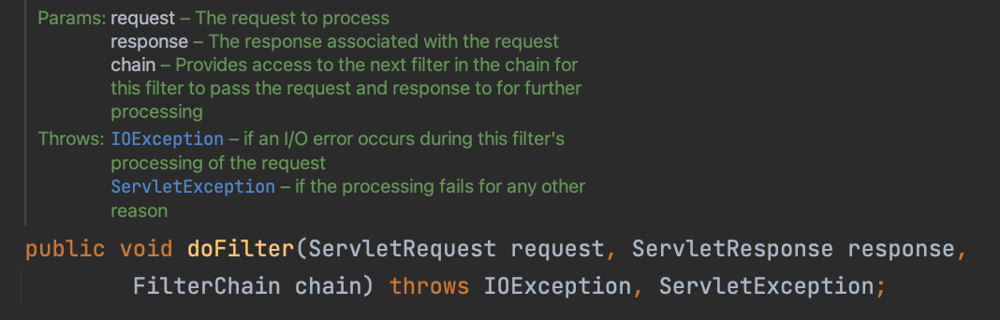 Params: request – The request to process
response – The response associated with the request
chain – Provides access to the next filter in the chain for
this filter to pass the request and response to for further
processing
Throws: IOException – if an I/O error occurs during this filter's
processing of the request
ServletException – if the processing fails for any other
reason
public void doFilter(ServletRequest request, ServletResponse response,
FilterChain chain) throws IOException, ServletException;